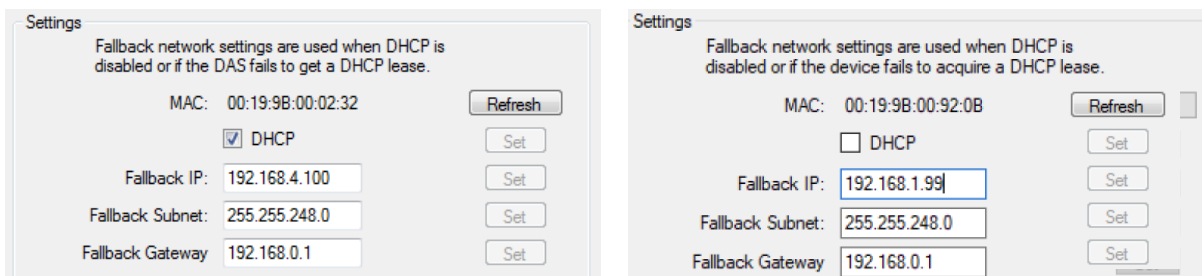 Settings
Fallback network settings are used when DHCP is
disabled or if the DAS fails to get a DHCP lease.
MAC: 00:19:9B:00:02:32 Refresh
DHCP Set
Fallback IP: 192.168.4.100 Set
Fallback Subnet: 255.255.248.0 Set
Fallback Gateway 192.168.0.1 Set
Settings
Fallback network settings are used when DHCP is
disabled or if the device fails to acquire a DHCP lease.
MAC: 00:19:9B:00:92:0B Refresh
DHCP Set
Fallback IP: 192.168.1.99 Set
Fallback Subnet: 255.255.248.0 Set
Fallback Gateway 192.168.0.1 Set